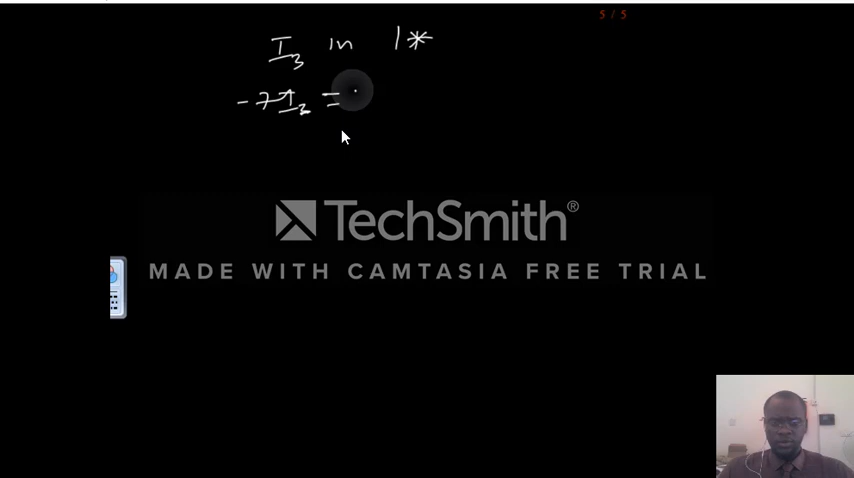 5 / 5
I₃ in 1*
-7I₃ =
TechSmith®
MADE WITH CAMTASIA FREE TRIAL